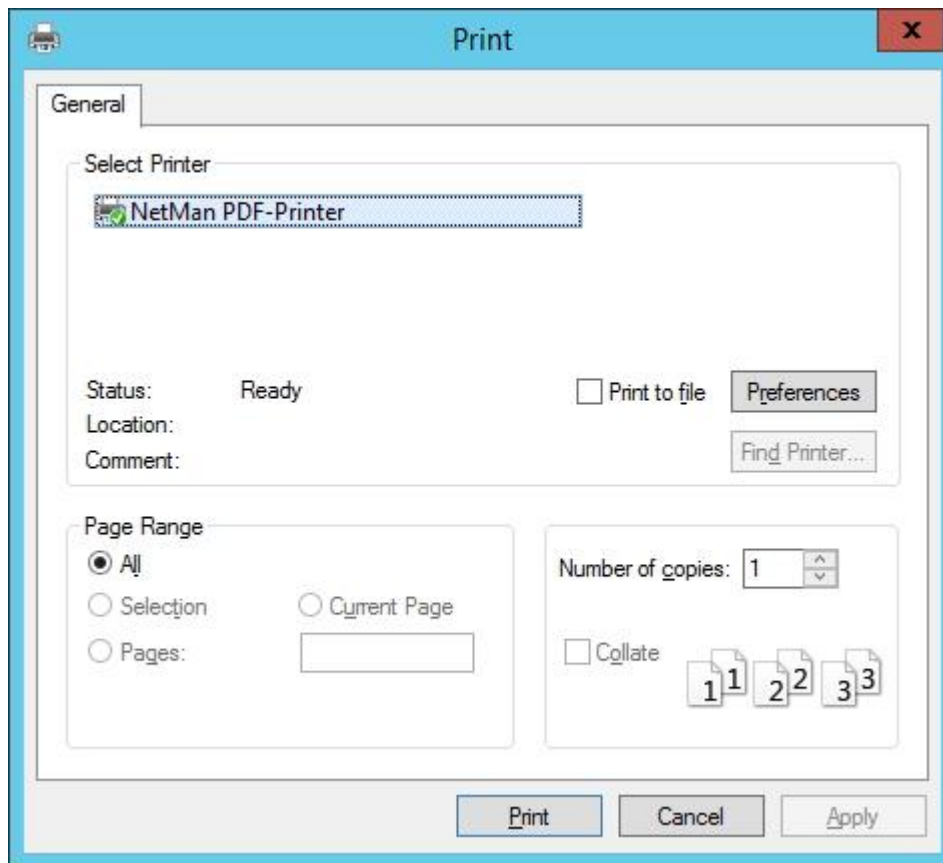 Print
x
General
Select Printer
NetMan PDF-Printer
Status: Ready
Print to file
Preferences
Location:
Comment:
Find Printer...
Page Range
All
Selection
Current Page
Pages:
Number of copies: 1
Collate
1 1 2 2 3 3
Print Cancel Apply